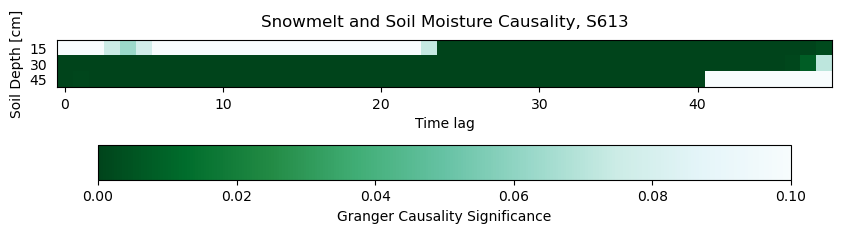 Snowmelt and Soil Moisture Causality, S613
Soil Depth [cm]
15
30
45
0 10 20 30 40
Time lag
0.00 0.02 0.04 0.06 0.08 0.10
Granger Causality Significance